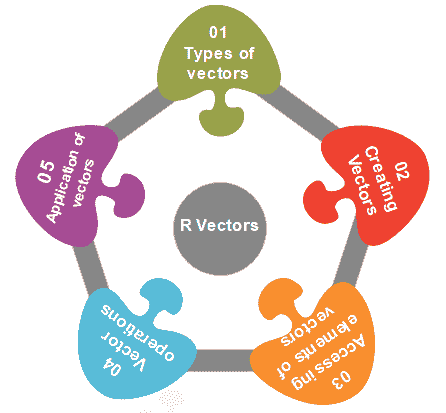 01
Types of
vectors
02
Creating
Vectors
03
Accessing
elements of
vectors
04
Vector
operations
05
Application of
vectors
R Vectors